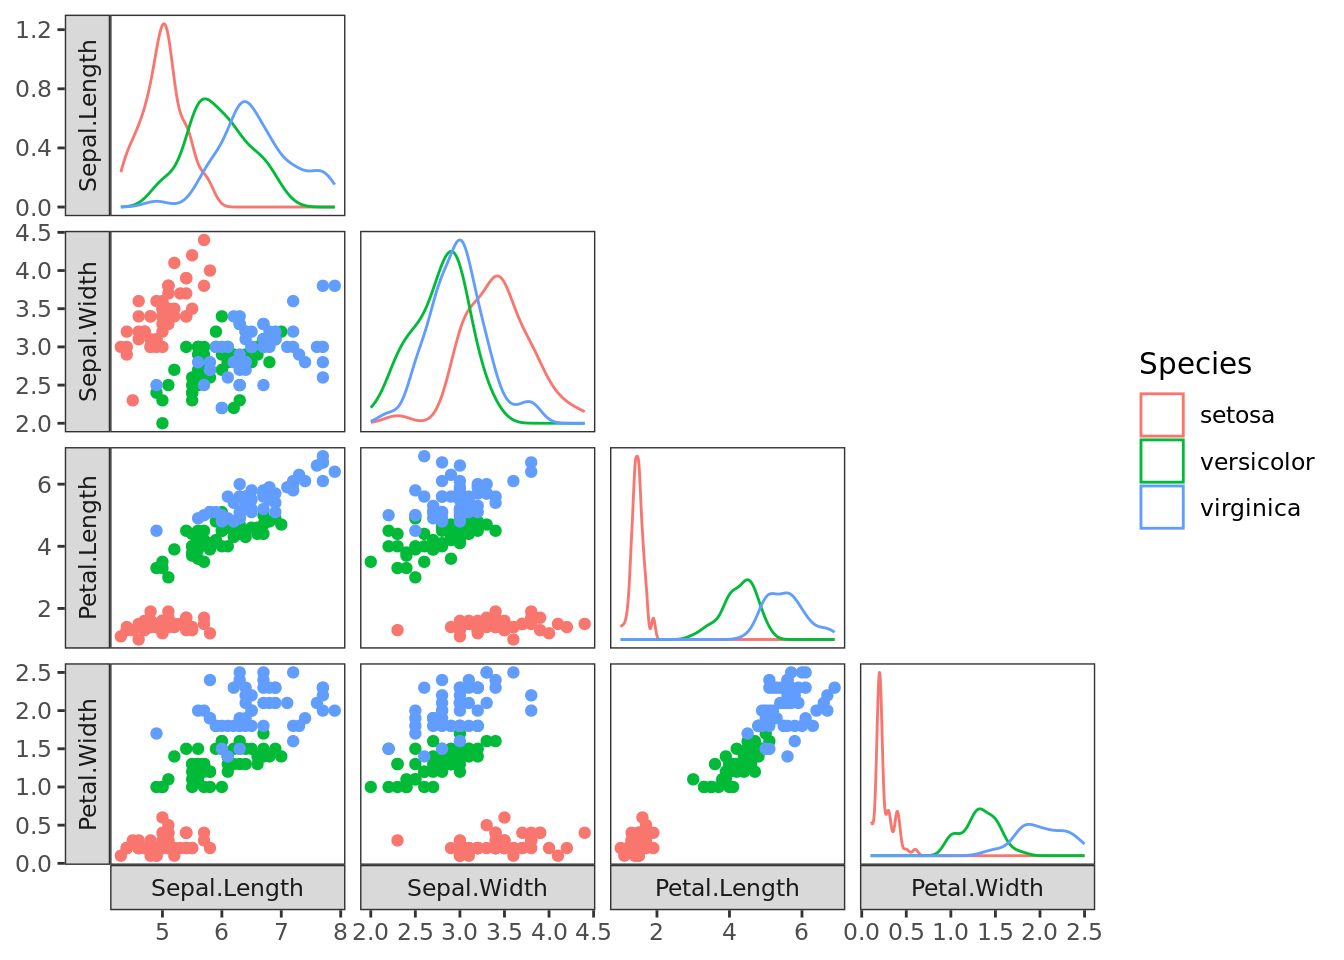 1.2
0.8
0.4
0.0
Sepal.Length
4.5
4.0
3.5
3.0
2.5
2.0
Sepal.Width
6
4
2
Petal.Length
2.5
2.0
1.5
1.0
0.5
0.0
Petal.Width
Sepal.Length Sepal.Width Petal.Length Petal.Width
5 6 7 8 2.0 2.5 3.0 3.5 4.0 4.5 2 4 6 0.0 0.5 1.0 1.5 2.0 2.5
Species
setosa
versicolor
virginica